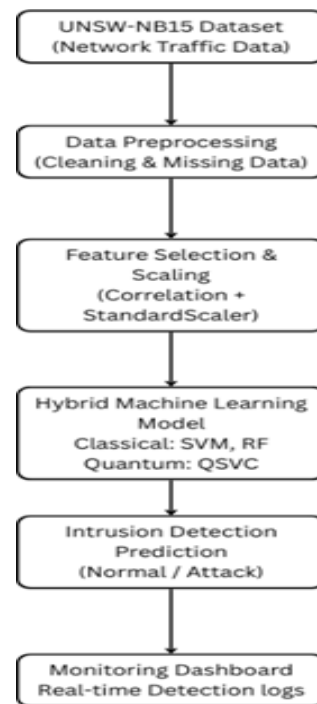 UNSW-NB15 Dataset
(Network Traffic Data)
Data Preprocessing
(Cleaning & Missing Data)
Feature Selection &
Scaling
(Correlation +
StandardScaler)
Hybrid Machine Learning
Model
Classical: SVM, RF
Quantum: QSVC
Intrusion Detection
Prediction
(Normal / Attack)
Monitoring Dashboard
Real-time Detection logs